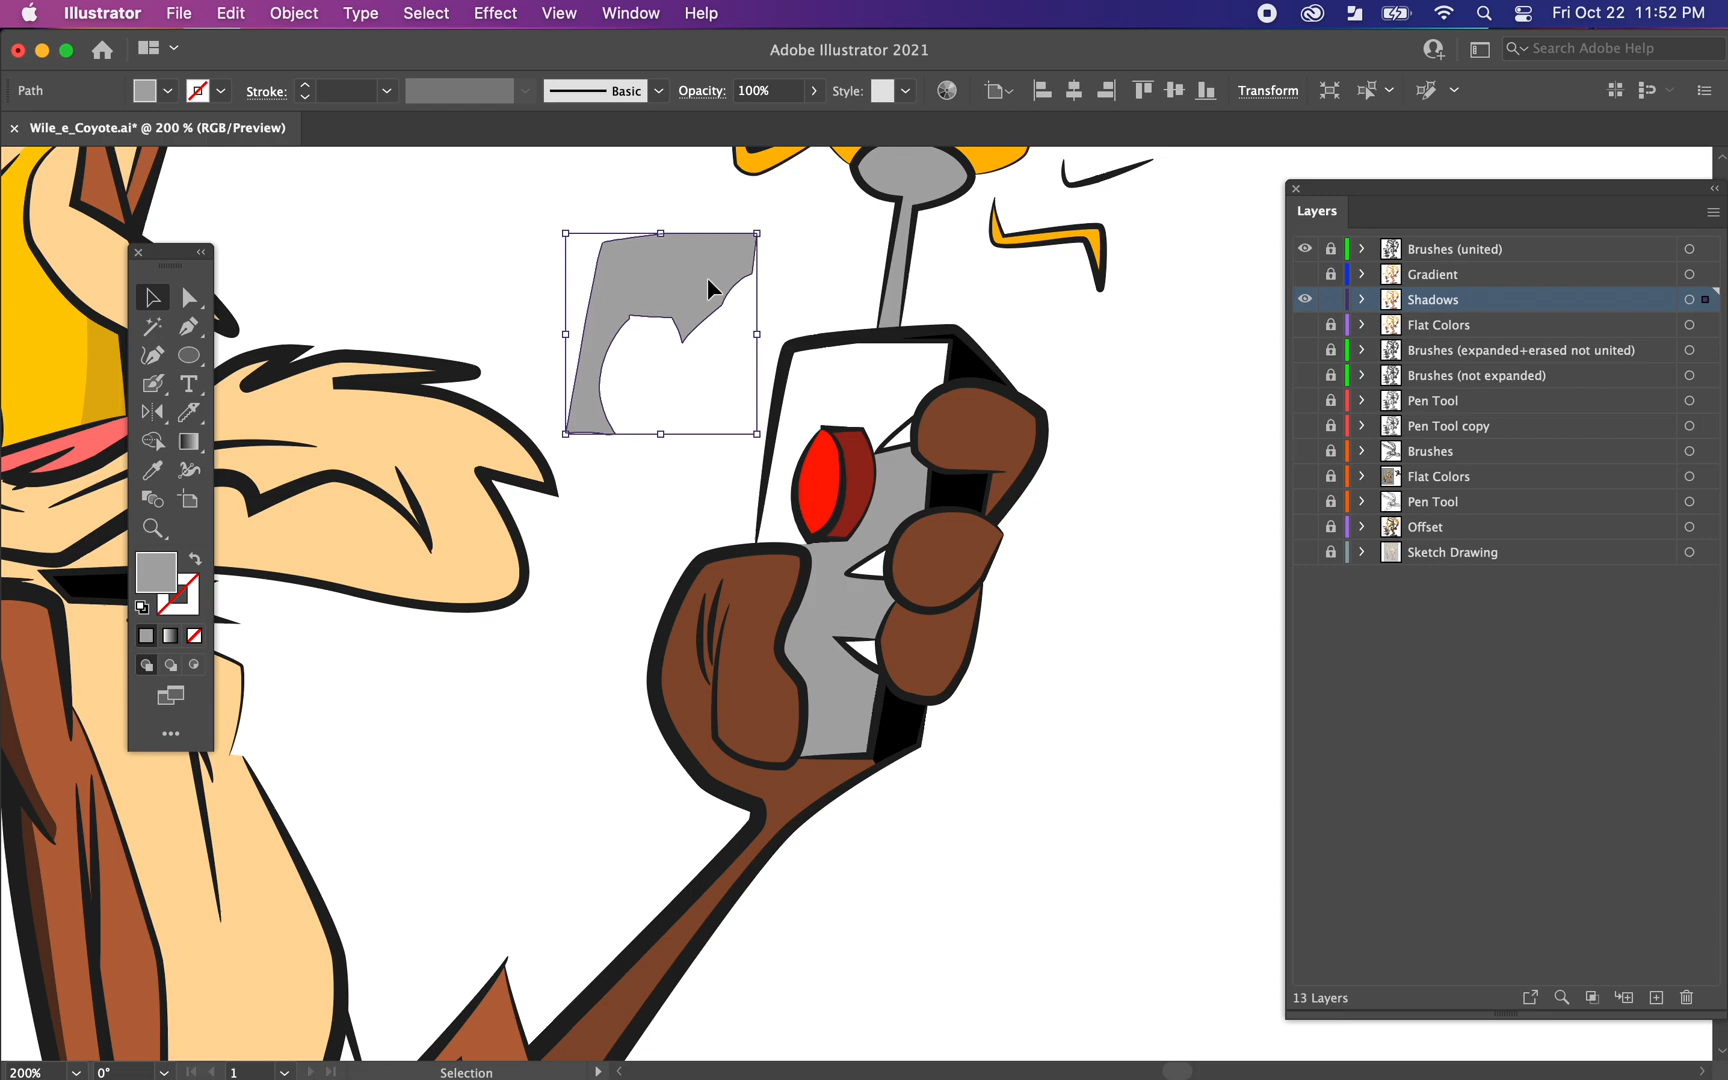 Illustrator File Edit Object Type Select Effect View Window Help Fri Oct 22 11:52 PM
Adobe Illustrator 2021 Search Adobe Help
Path Stroke: Basic Opacity: 100% Style: Transform
Wile_e_Coyote.ai* @ 200 % (RGB/Preview)
Layers
Brushes (united)
Gradient
Shadows
Flat Colors
Brushes (expanded+erased not united)
Brushes (not expanded)
Pen Tool
Pen Tool copy
Brushes
Flat Colors
Pen Tool
Offset
Sketch Drawing
13 Layers
200% 0° 1 Selection